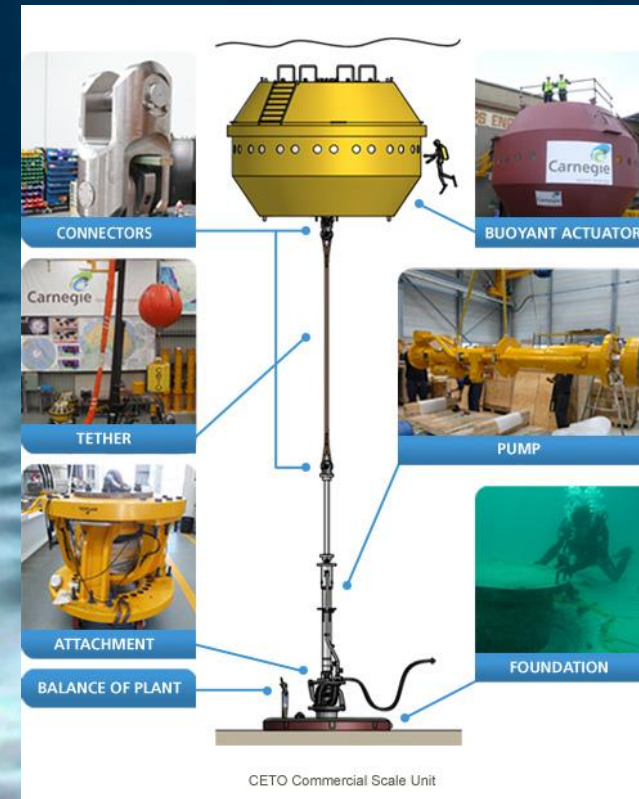 CONNECTORS
BUOYANT ACTUATOR
Carnegie
Carnegie
TETHER
PUMP
ATTACHMENT
BALANCE OF PLANT
FOUNDATION
CETO Commercial Scale Unit